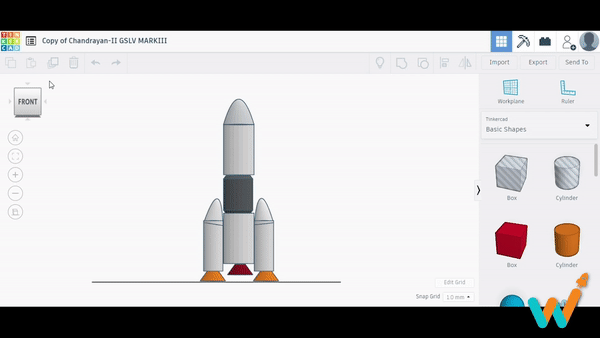 TIN
KER
CAD
Copy of Chandrayan-II GSLV MARKIII
Import
Export
Send To
FRONT
Workplane
Ruler
Tinkercad
Basic Shapes
Box
Cylinder
Box
Cylinder
Edit Grid
Snap Grid
1.0 mm